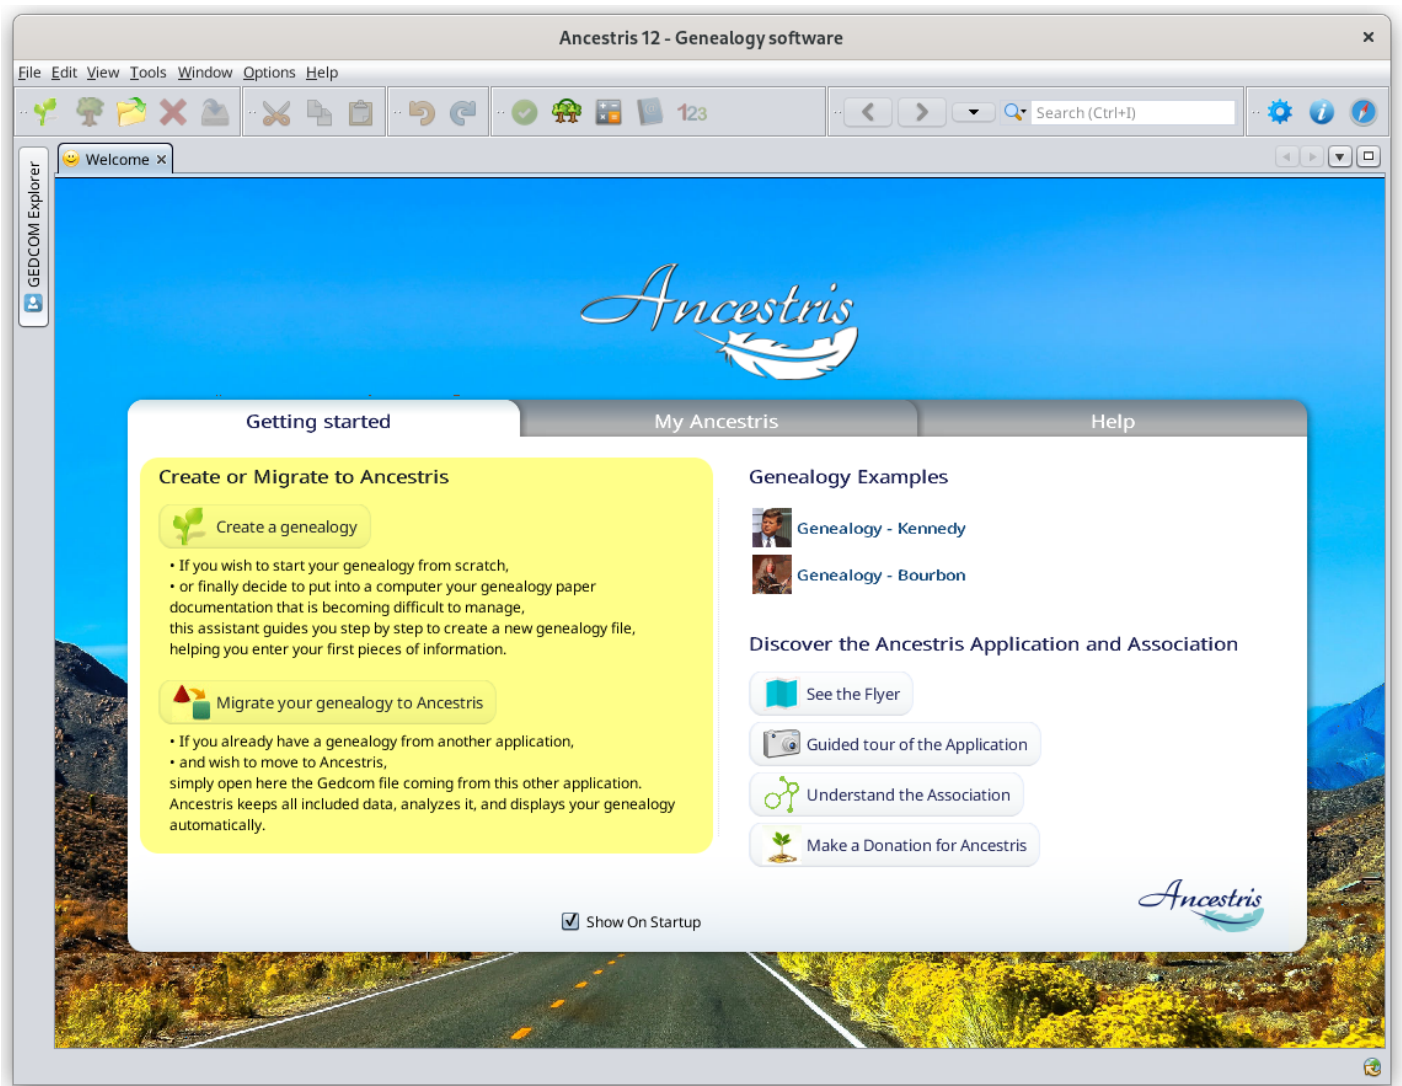 Ancestris 12 - Genealogy software
File Edit View Tools Window Options Help
123
Search (Ctrl+I)
Welcome
GEDCOM Explorer
Ancestris
Getting started
My Ancestris
Help
Create or Migrate to Ancestris
Create a genealogy
• If you wish to start your genealogy from scratch,
• or finally decide to put into a computer your genealogy paper
documentation that is becoming difficult to manage,
this assistant guides you step by step to create a new genealogy file,
helping you enter your first pieces of information.
Migrate your genealogy to Ancestris
• If you already have a genealogy from another application,
• and wish to move to Ancestris,
simply open here the Gedcom file coming from this other application.
Ancestris keeps all included data, analyzes it, and displays your genealogy
automatically.
Genealogy Examples
Genealogy - Kennedy
Genealogy - Bourbon
Discover the Ancestris Application and Association
See the Flyer
Guided tour of the Application
Understand the Association
Make a Donation for Ancestris
Ancestris
Show On Startup